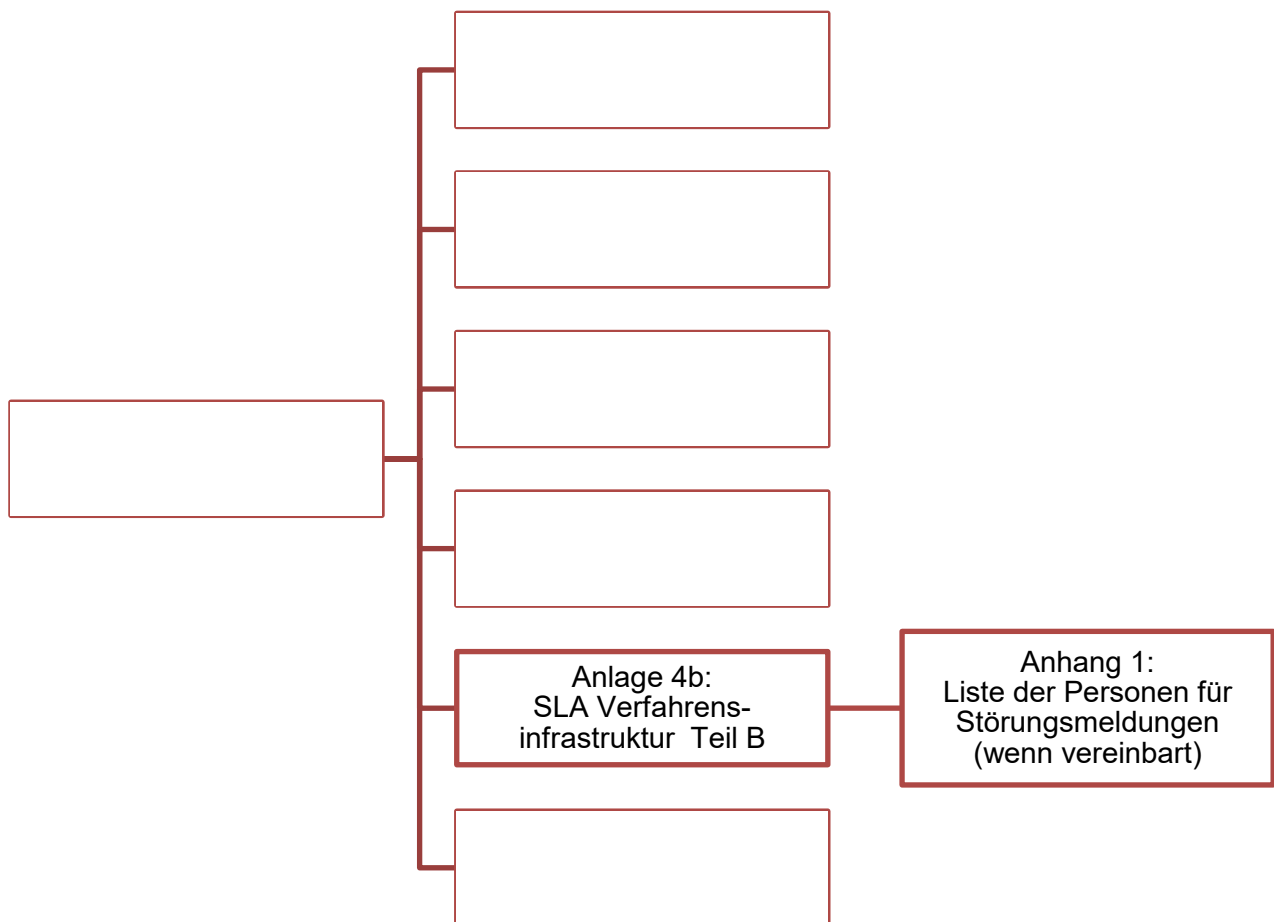 Anlage 4b:
SLA Verfahrens-
infrastruktur  Teil B
Anhang 1:
Liste der Personen für
Störungsmeldungen
(wenn vereinbart)